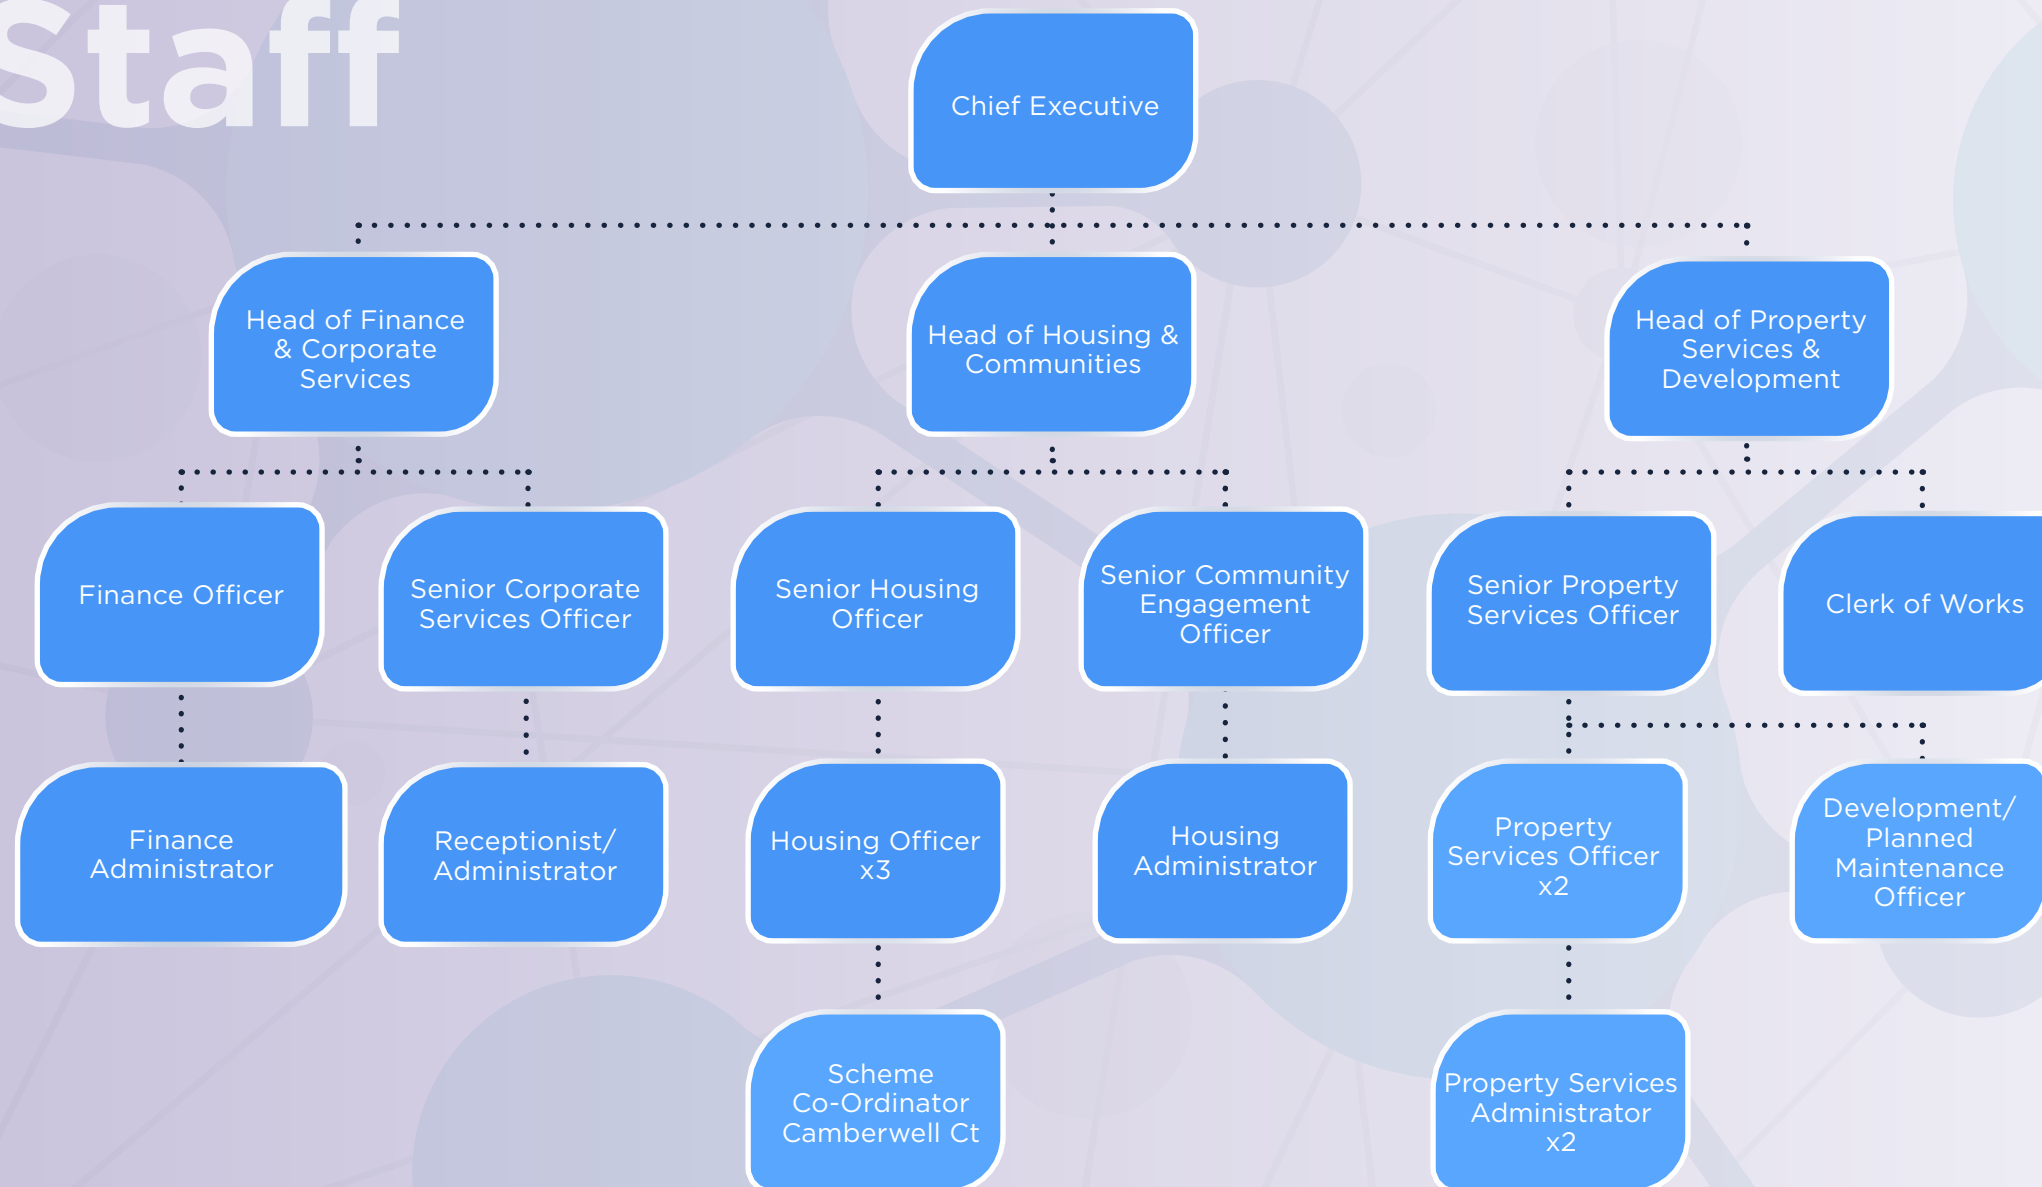 Staff
Chief Executive
Head of Finance
& Corporate
Services
Head of Housing &
Communities
Head of Property
Services &
Development
Finance Officer
Senior Corporate
Services Officer
Senior Housing
Officer
Senior Community
Engagement
Officer
Senior Property
Services Officer
Clerk of Works
Finance
Administrator
Receptionist/
Administrator
Housing Officer
x3
Housing
Administrator
Property
Services Officer
x2
Development/
Planned
Maintenance
Officer
Scheme
Co-Ordinator
Camberwell Ct
Property Services
Administrator
x2